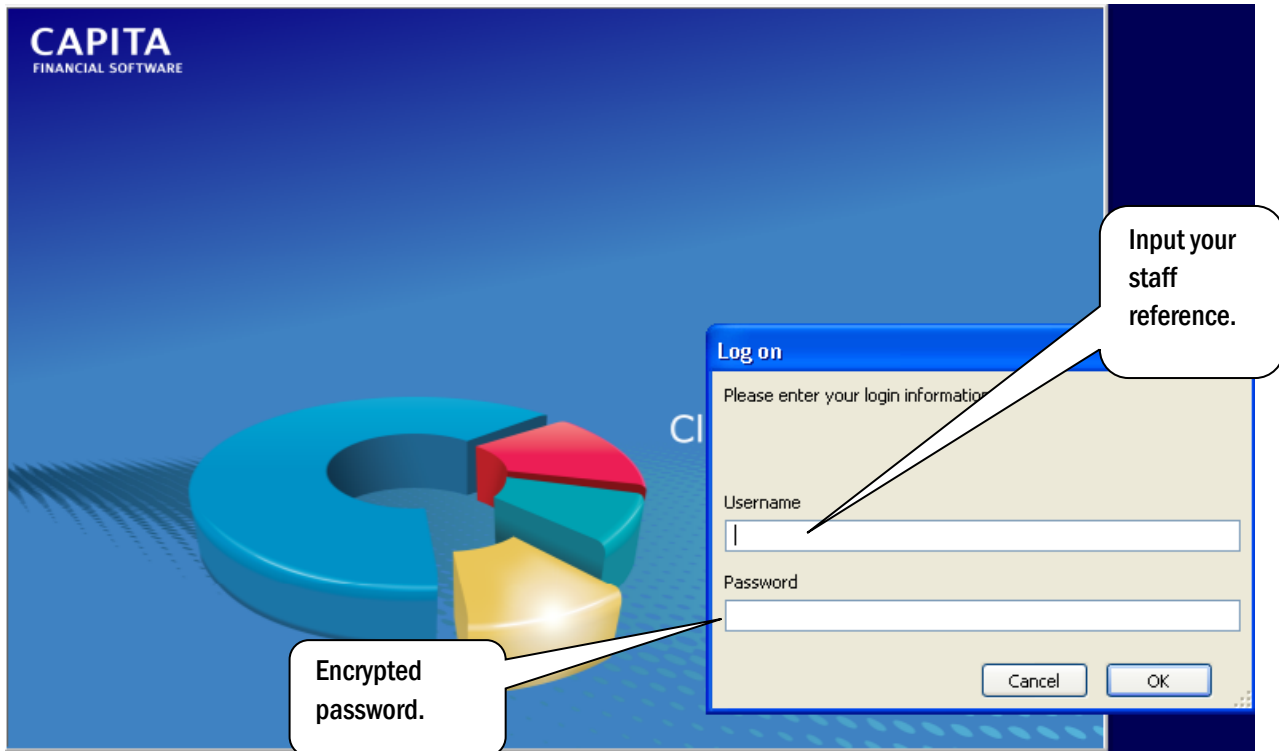 CAPITA
FINANCIAL SOFTWARE
Input your
staff
reference.
Log on
Please enter your login information
Cl
Username
Password
Encrypted
password.
Cancel
OK